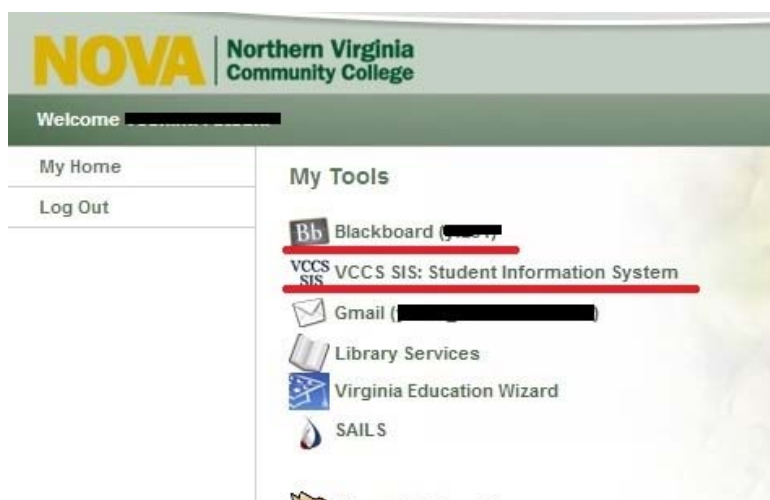 NOVA
Northern Virginia
Community College
Welcome
My Home
Log Out
My Tools
Bb Blackboard (
VCCS SIS VCCS SIS: Student Information System
Gmail ( )
Library Services
Virginia Education Wizard
SAILS